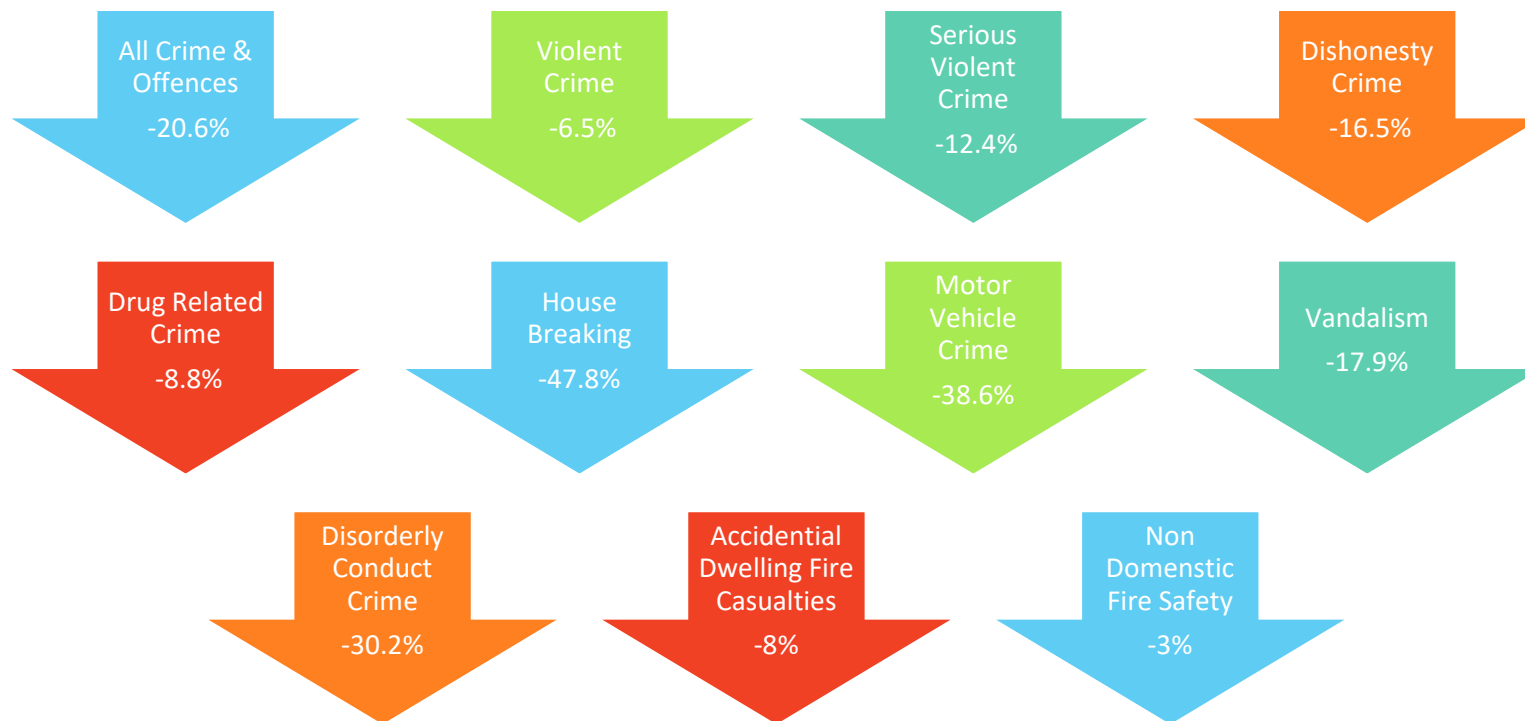 All Crime &
Offences
-20.6%
Violent
Crime
-6.5%
Serious
Violent
Crime
-12.4%
Dishonesty
Crime
-16.5%
Drug Related
Crime
-8.8%
House
Breaking
-47.8%
Motor
Vehicle
Crime
-38.6%
Vandalism
-17.9%
Disorderly
Conduct
Crime
-30.2%
Accidential
Dwelling Fire
Casualties
-8%
Non
Domenstic
Fire Safety
-3%